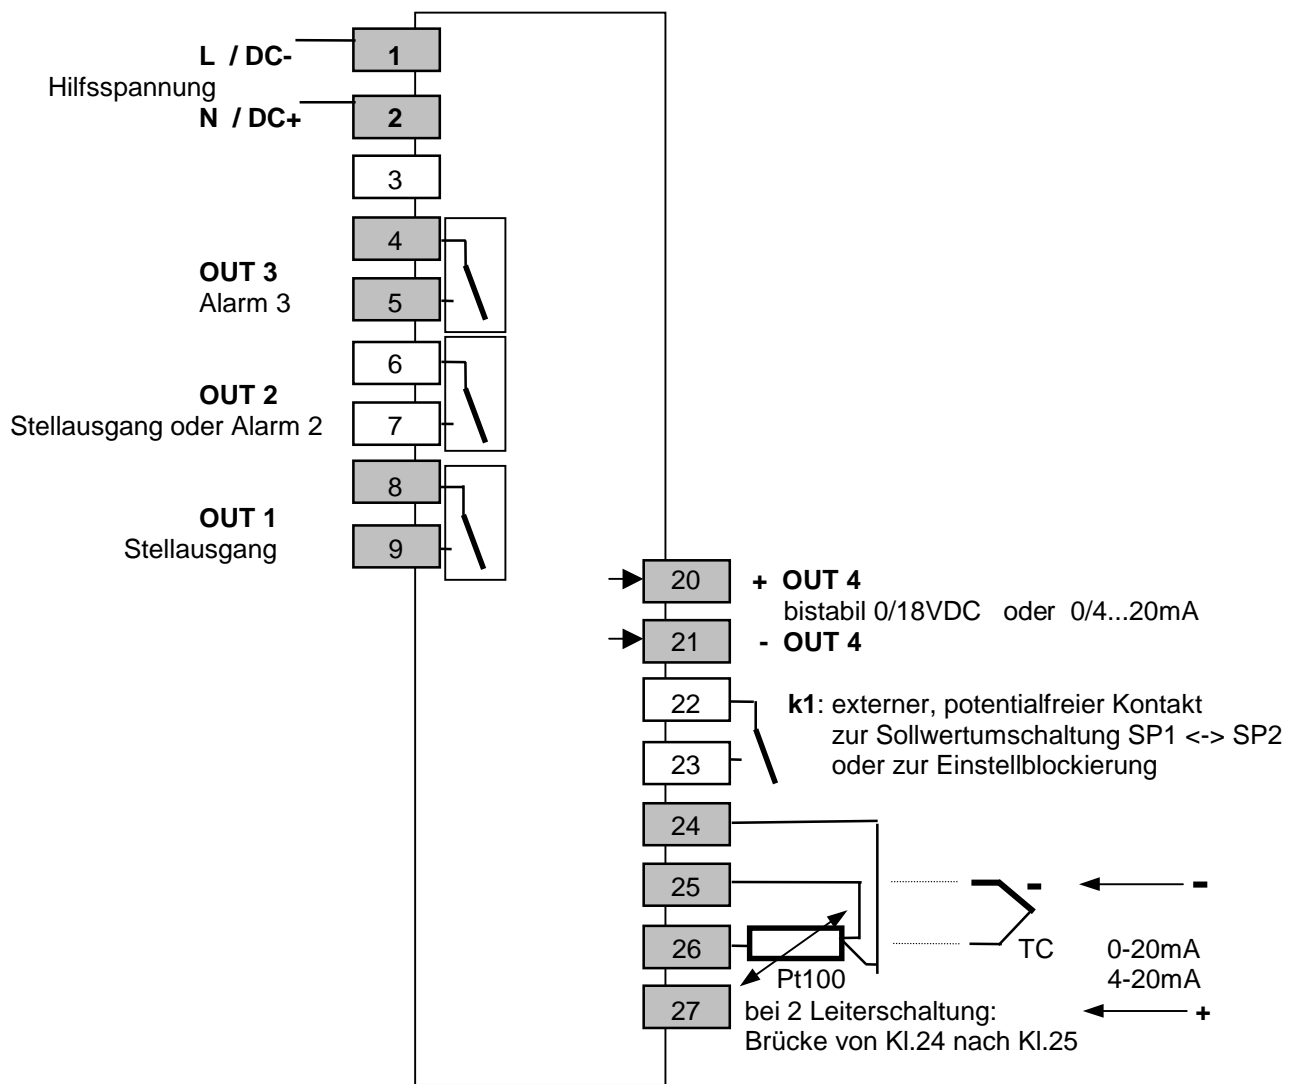 L / DC-
1
Hilfsspannung
N / DC+
2
3
4
OUT 3
Alarm 3
5
6
OUT 2
Stellausgang oder Alarm 2
7
8
OUT 1
Stellausgang
9
20
+ OUT 4
bistabil 0/18VDC oder 0/4...20mA
21
- OUT 4
22
k1: externer, potentialfreier Kontakt
zur Sollwertumschaltung SP1 <-> SP2
23
oder zur Einstellblockierung
24
25
-
-
26
TC
0-20mA
Pt100
4-20mA
27
bei 2 Leiterschaltung:
+
Brücke von Kl.24 nach Kl.25